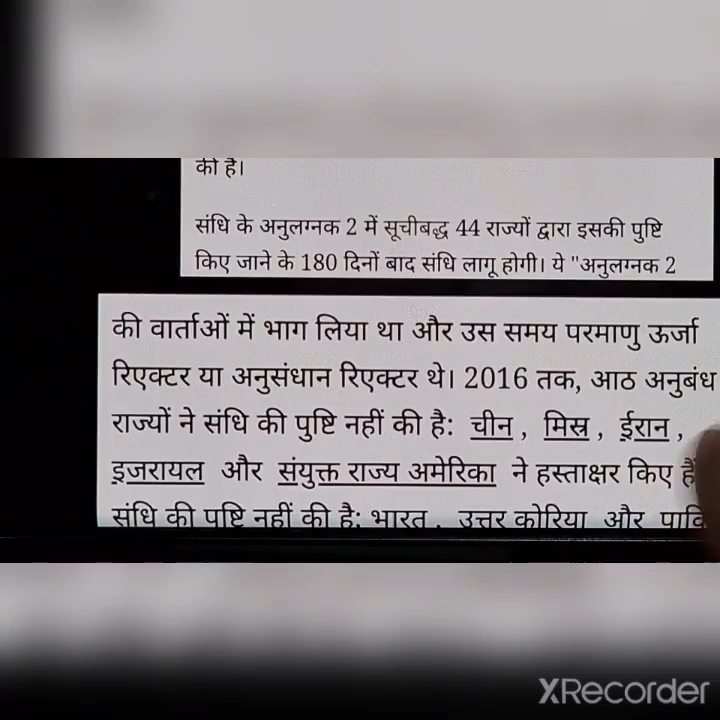 की है।
संधि के अनुलग्नक 2 में सूचीबद्ध 44 राज्यों द्वारा इसकी पुष्टि
किए जाने के 180 दिनों बाद संधि लागू होगी। ये "अनुलग्नक 2
की वार्ताओं में भाग लिया था और उस समय परमाणु ऊर्जा
रिएक्टर या अनुसंधान रिएक्टर थे। 2016 तक, आठ अनुबंध
राज्यों ने संधि की पुष्टि नहीं की है: चीन , मिस्र , ईरान ,
इजरायल और संयुक्त राज्य अमेरिका ने हस्ताक्षर किए हैं
संधि की पुष्टि नहीं की है; भारत , उत्तर कोरिया और
XRecorder